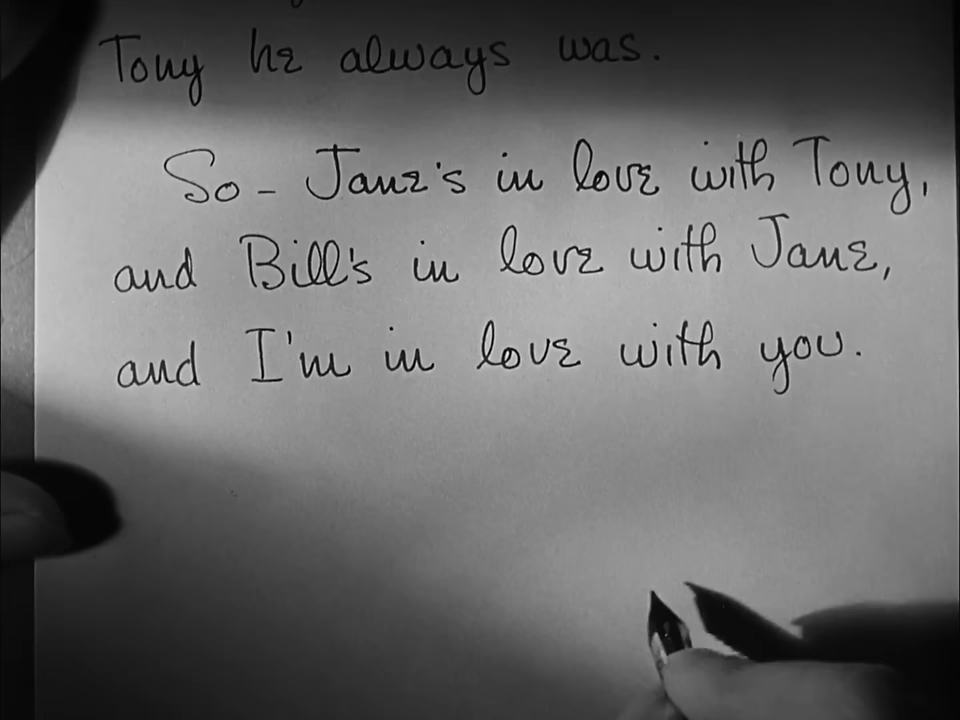 Tony he always was.
So - Jane's in love with Tony,
and Bill's in love with Jane,
and I'm in love with you.